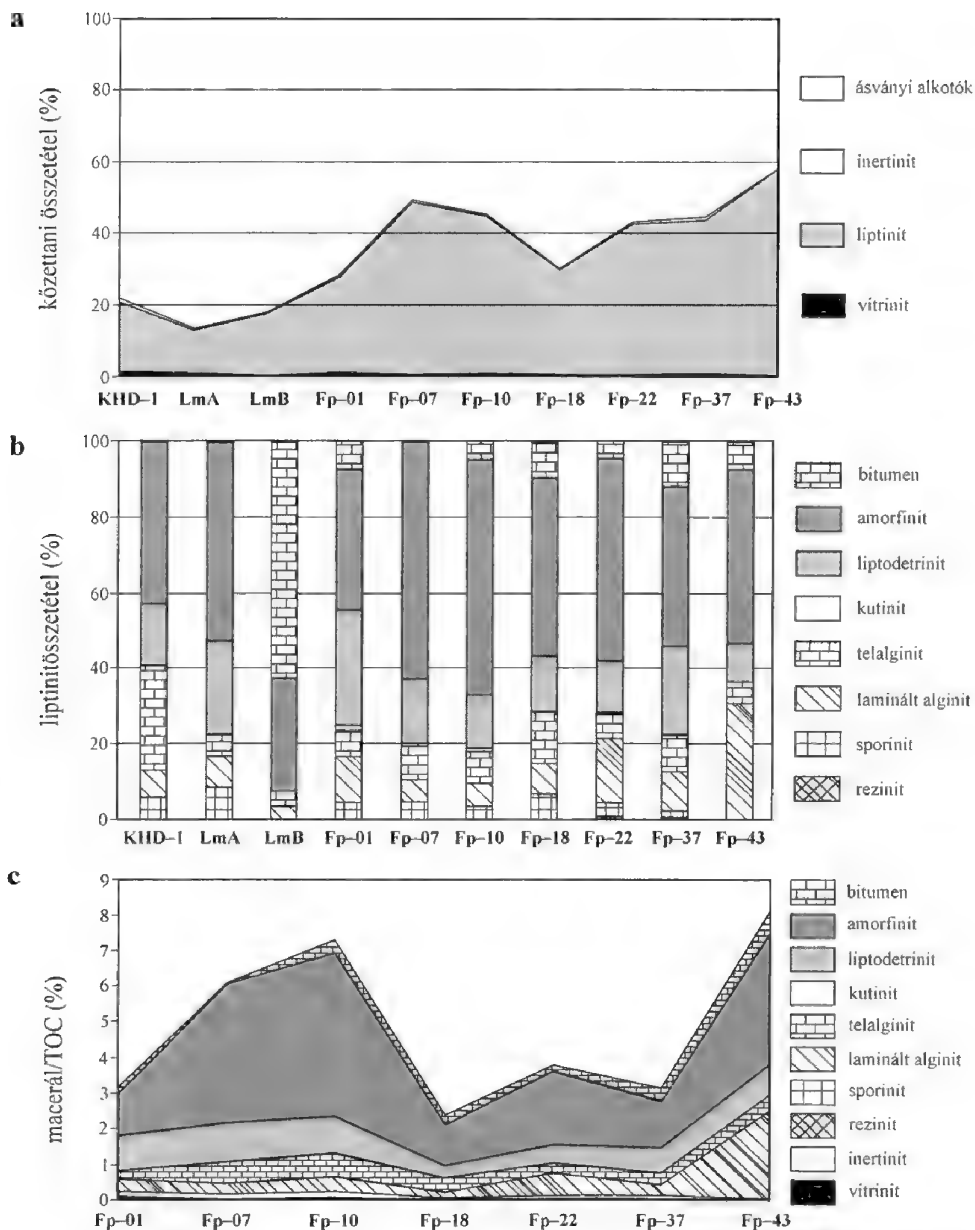 a
100
80
60
40
20
0
kőzettani összetétel (%)
KHD–1 LmA LmB Fp–01 Fp–07 Fp–10 Fp–18 Fp–22 Fp–37 Fp–43
ásványi alkotók
inertinit
liptinit
vitrinit
b
100
80
60
40
20
0
liptinitösszetétel (%)
KHD–1 LmA LmB Fp–01 Fp–07 Fp–10 Fp–18 Fp–22 Fp–37 Fp–43
bitumen
amorfinit
liptodetrinit
kutinit
telalginit
laminált alginit
sporinit
rezinit
c
9
8
7
6
5
4
3
2
1
0
macerál/TOC (%)
Fp–01 Fp–07 Fp–10 Fp–18 Fp–22 Fp–37 Fp–43
bitumen
amorfinit
liptodetrinit
kutinit
telalginit
laminált alginit
sporinit
rezinit
inertinit
vitrinit